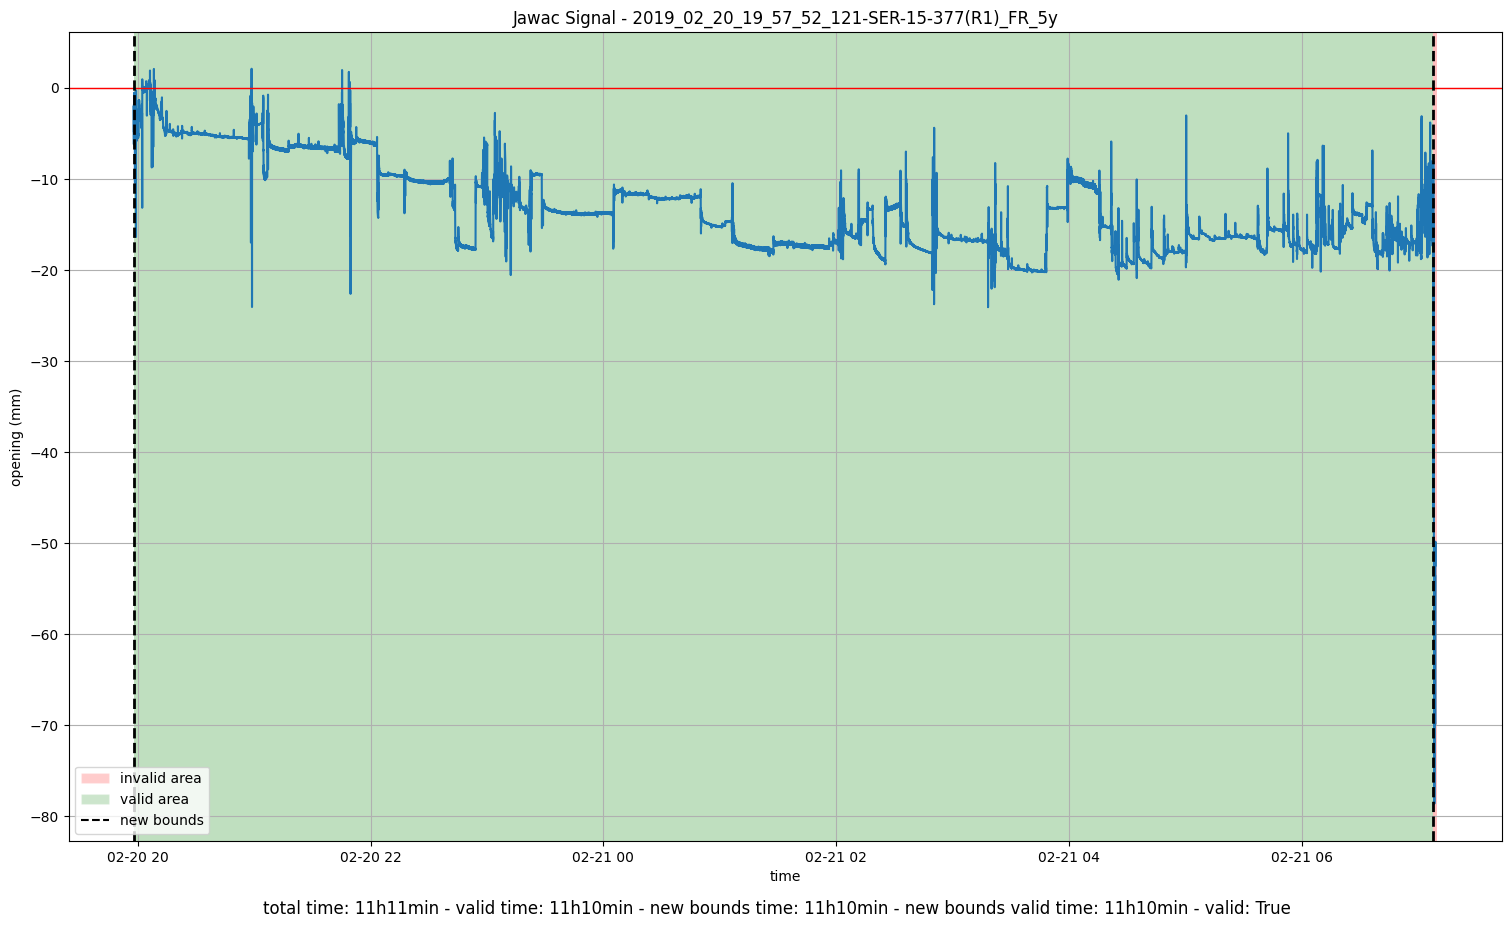 Jawac Signal - 2019_02_20_19_57_52_121-SER-15-377(R1)_FR_5y
opening (mm)
0
−10
−20
−30
−40
−50
−60
−70
−80
invalid area
valid area
new bounds
02-20 20
02-20 22
02-21 00
02-21 02
02-21 04
02-21 06
time
total time: 11h11min - valid time: 11h10min - new bounds time: 11h10min - new bounds valid time: 11h10min - valid: True